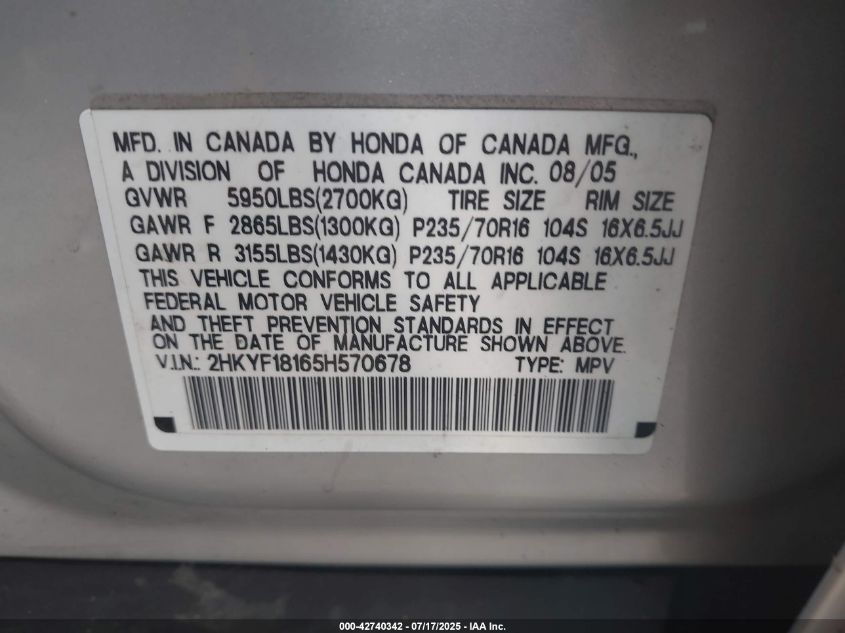 MFD. IN CANADA BY HONDA OF CANADA MFG.,
A DIVISION OF HONDA CANADA INC. 08/05
GVWR 5950LBS(2700KG) TIRE SIZE RIM SIZE
GAWR F 2865LBS(1300KG) P235/70R16 104S 16X6.5JJ
GAWR R 3155LBS(1430KG) P235/70R16 104S 16X6.5JJ
THIS VEHICLE CONFORMS TO ALL APPLICABLE
FEDERAL MOTOR VEHICLE SAFETY
AND THEFT PREVENTION STANDARDS IN EFFECT
ON THE DATE OF MANUFACTURE SHOWN ABOVE.
V.I.N.: 2HKYF18165H570678 TYPE: MPV
000-42740342 - 07/17/2025 - IAA Inc.